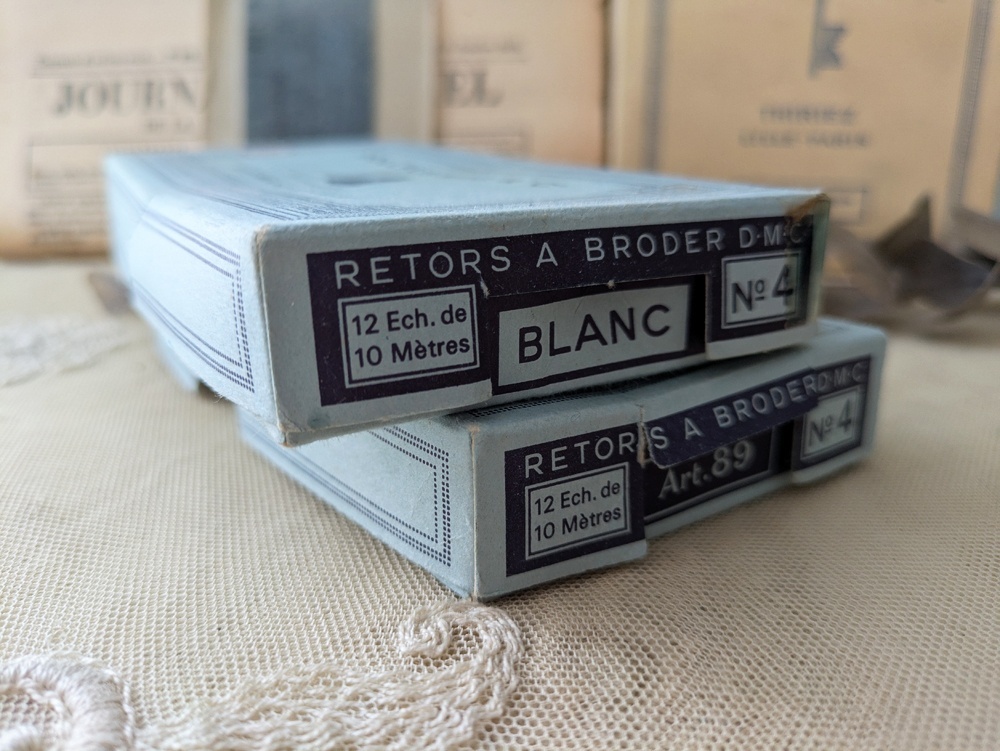 JOURN
EL
RETORS A BRODER D·M·C
12 Ech. de
10 Mètres
BLANC
Nº 4
RETORS A BRODER D·M·C
12 Ech. de
10 Mètres
Art. 89
Nº 4